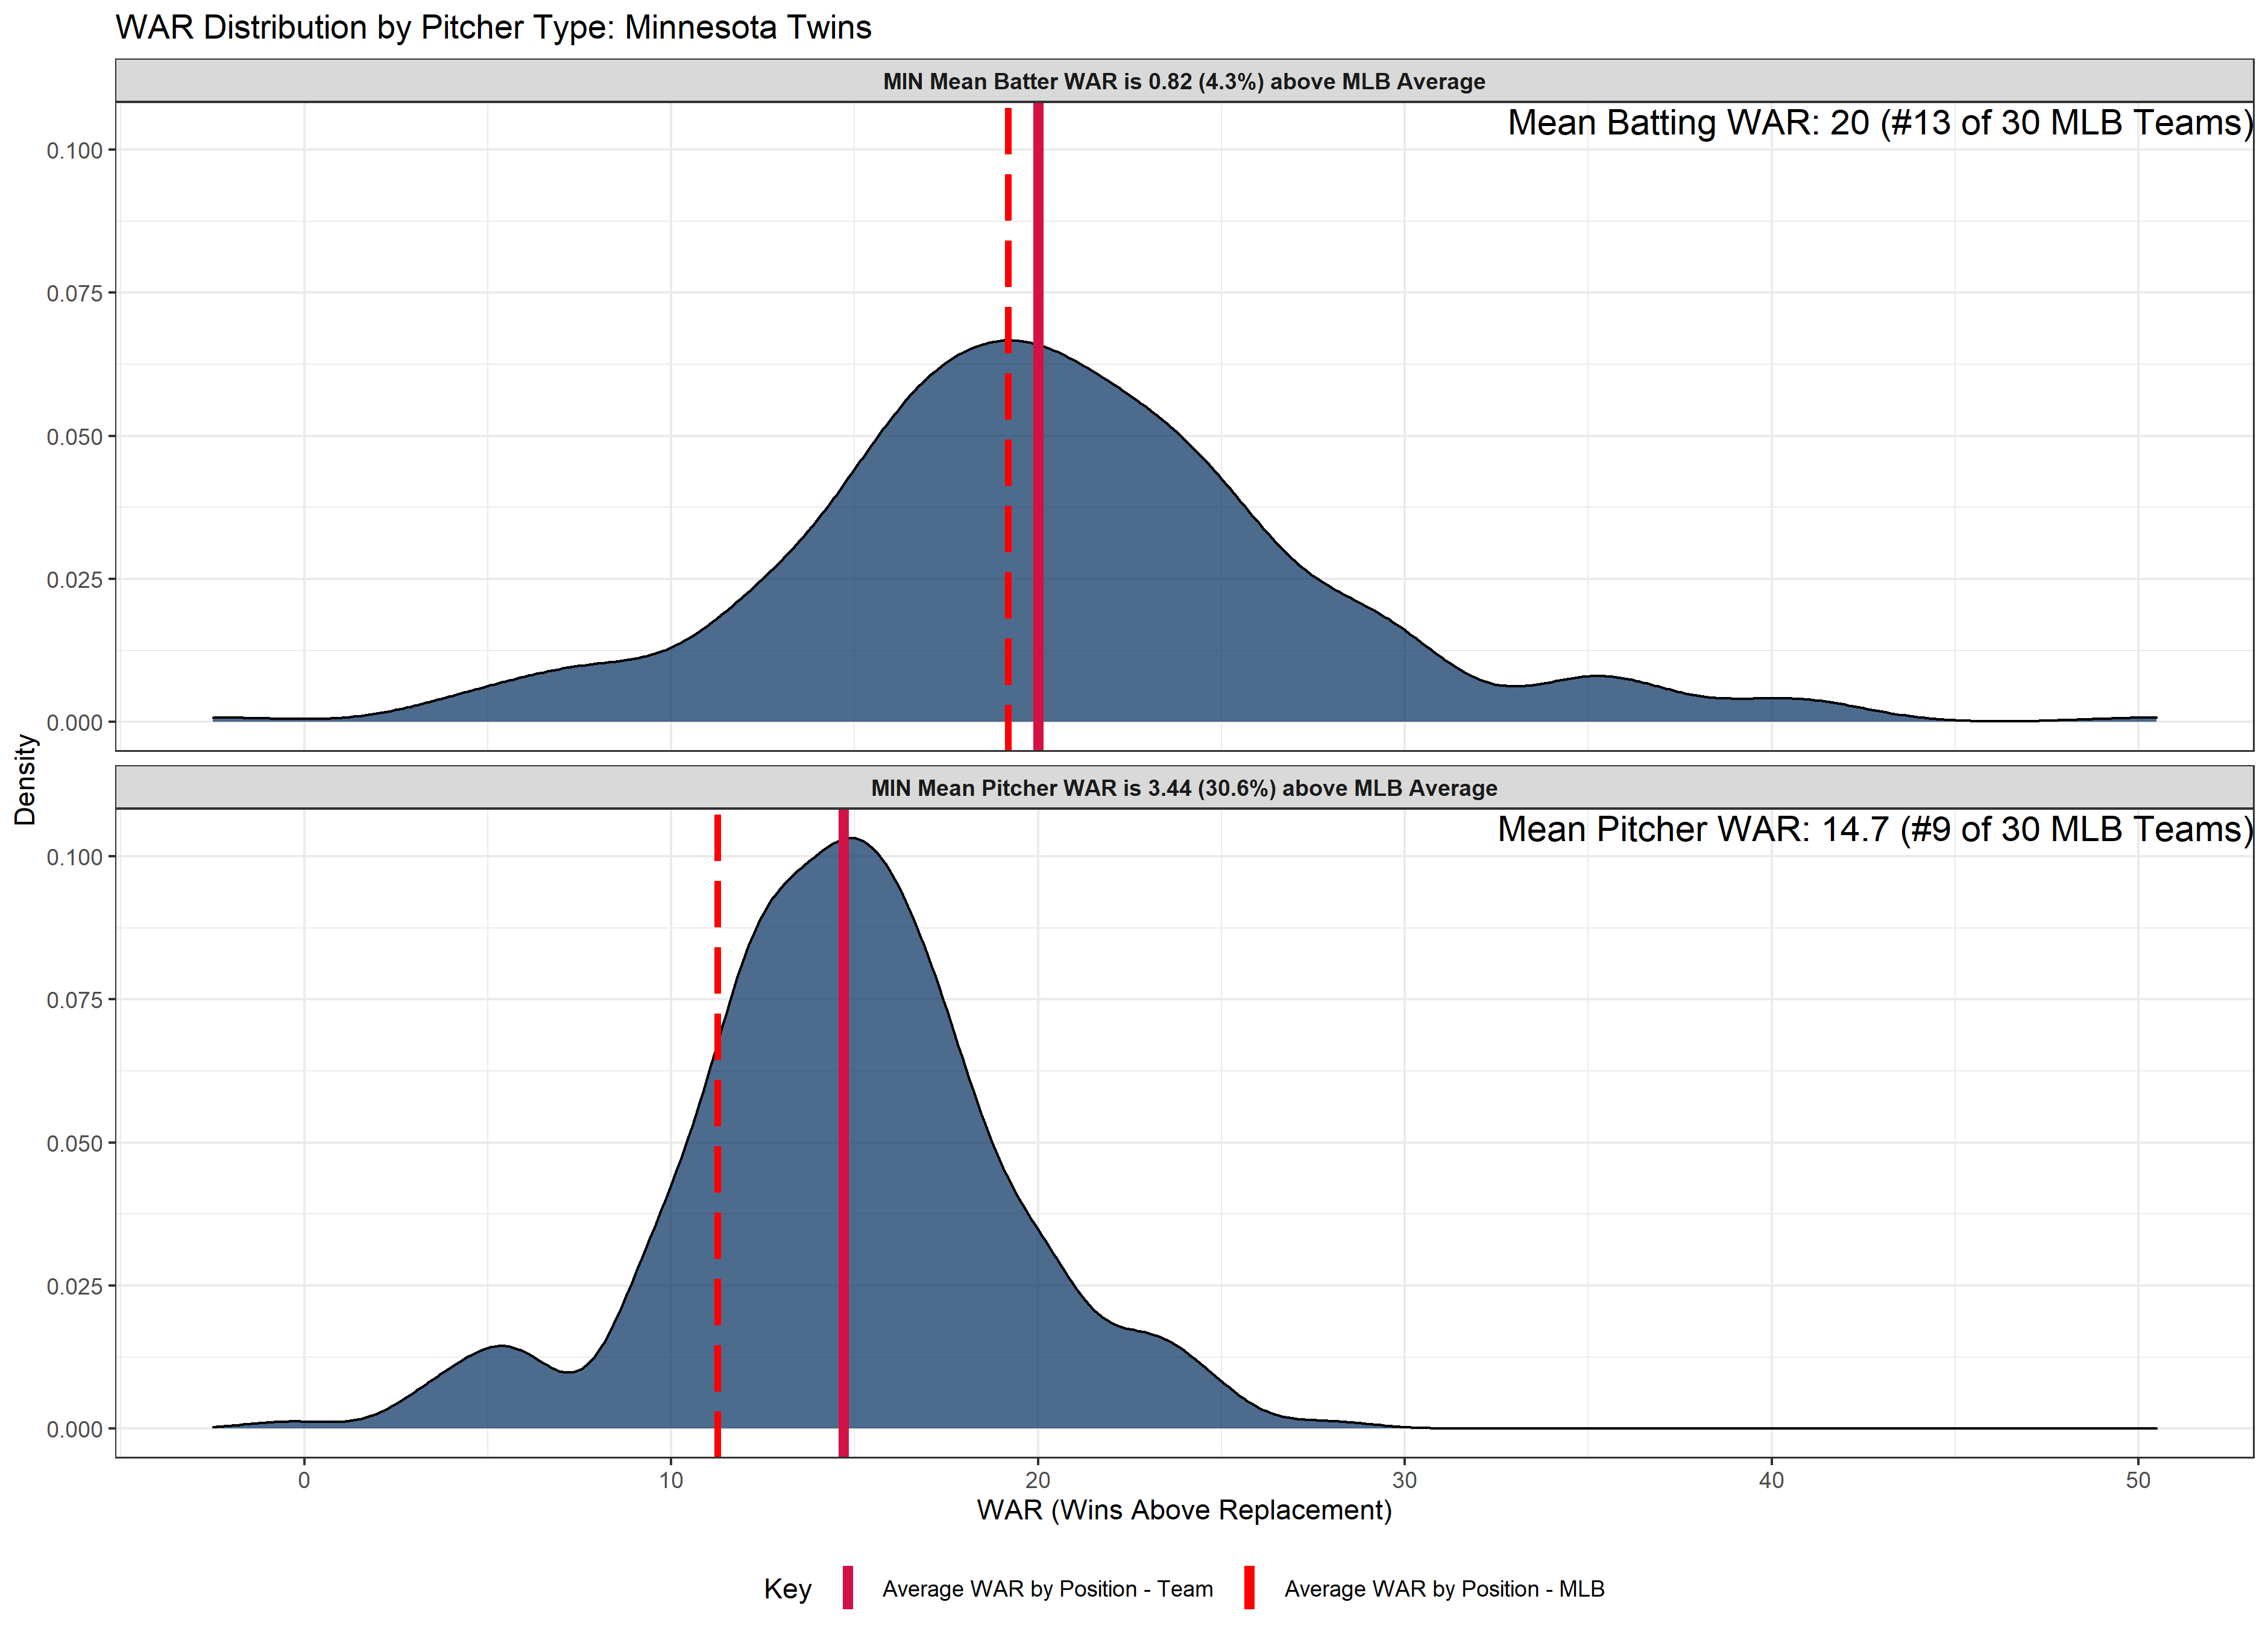 WAR Distribution by Pitcher Type: Minnesota Twins
MIN Mean Batter WAR is 0.82 (4.3%) above MLB Average
Mean Batting WAR: 20 (#13 of 30 MLB Teams)
0.100
0.075
0.050
0.025
0.000
Density
MIN Mean Pitcher WAR is 3.44 (30.6%) above MLB Average
Mean Pitcher WAR: 14.7 (#9 of 30 MLB Teams)
0.100
0.075
0.050
0.025
0.000
0 10 20 30 40 50
WAR (Wins Above Replacement)
Key Average WAR by Position - Team Average WAR by Position - MLB